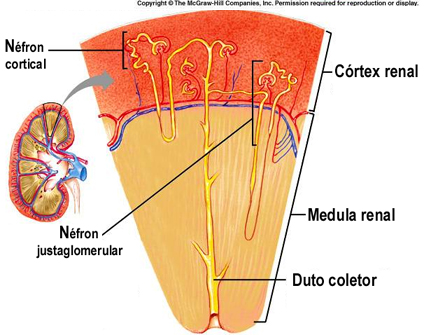 Copyright © The McGraw-Hill Companies, Inc. Permission required for reproduction or display.
Néfron
cortical
Córtex renal
Medula renal
Néfron
justaglomerular
Duto coletor